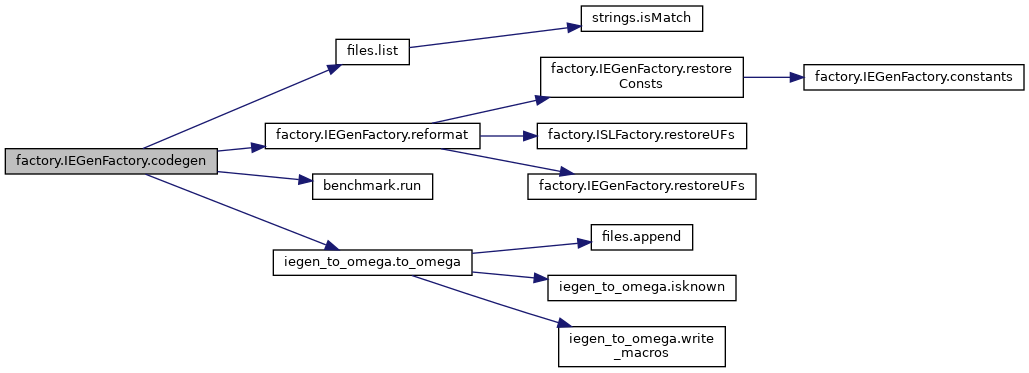 strings.isMatch
files.list
factory.IEGenFactory.restore
Consts
factory.IEGenFactory.constants
factory.IEGenFactory.reformat
factory.ISLFactory.restoreUFs
factory.IEGenFactory.codegen
benchmark.run
factory.IEGenFactory.restoreUFs
files.append
iegen_to_omega.to_omega
iegen_to_omega.isknown
iegen_to_omega.write
_macros